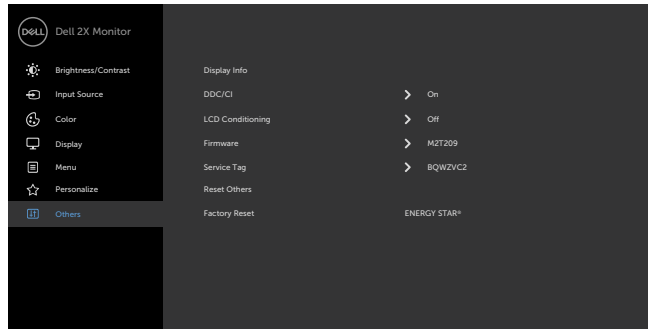 DELL Dell 2X Monitor
Brightness/Contrast Display Info
Input Source DDC/CI On
Color LCD Conditioning Off
Display Firmware M2T209
Menu Service Tag BQWZVC2
Personalize Reset Others
Others Factory Reset ENERGY STAR®